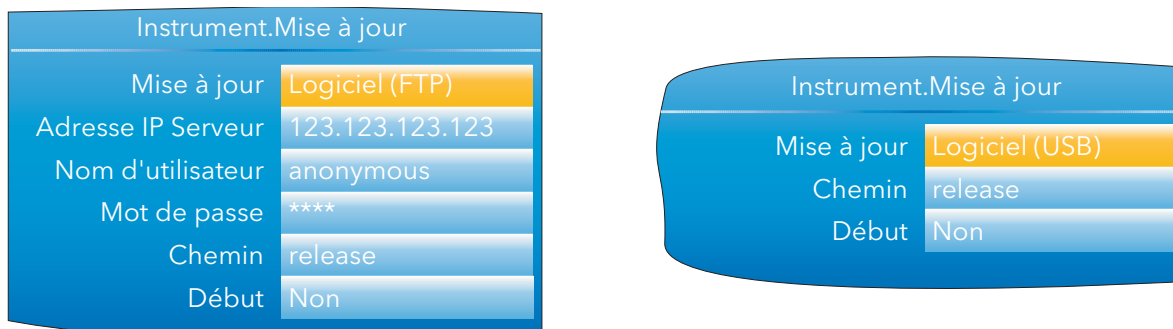 Instrument.Mise à jour
Mise à jour Logiciel (FTP)
Adresse IP Serveur 123.123.123.123
Nom d'utilisateur anonymous
Mot de passe ****
Chemin release
Début Non
Instrument.Mise à jour
Mise à jour Logiciel (USB)
Chemin release
Début Non